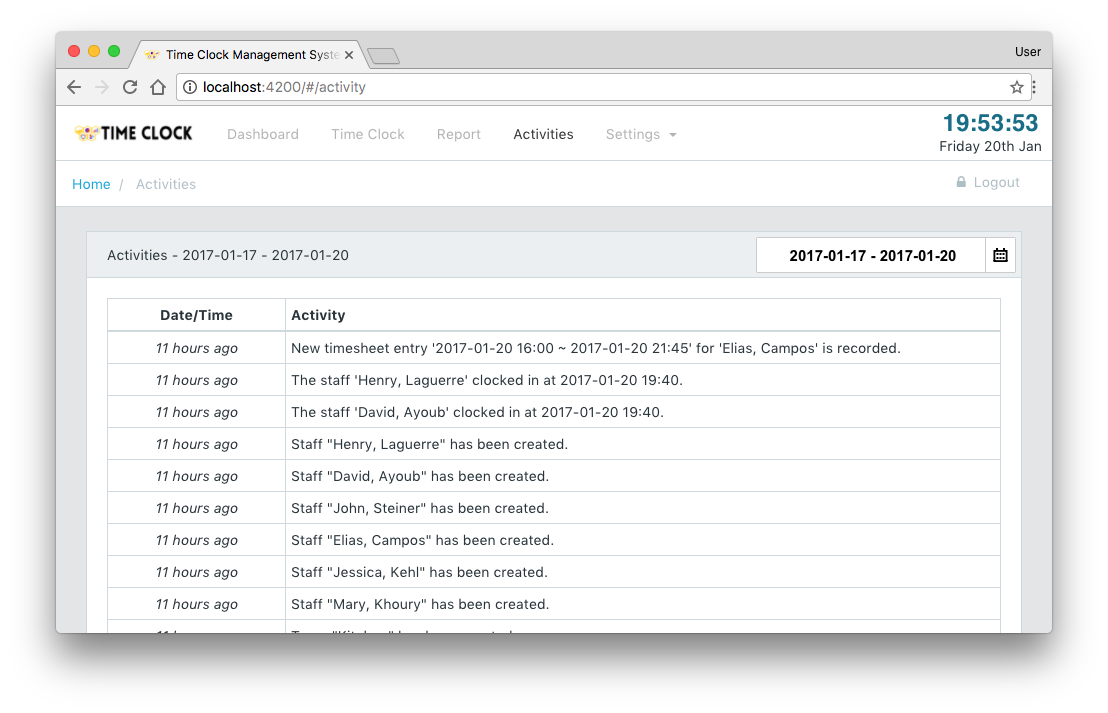 Time Clock Management Syste
User
localhost:4200/#/activity
TIME CLOCK Dashboard Time Clock Report Activities Settings
19:53:53
Friday 20th Jan
Home / Activities
Logout
Activities - 2017-01-17 - 2017-01-20
2017-01-17 - 2017-01-20
Date/Time Activity
11 hours ago New timesheet entry '2017-01-20 16:00 ~ 2017-01-20 21:45' for 'Elias, Campos' is recorded.
11 hours ago The staff 'Henry, Laguerre' clocked in at 2017-01-20 19:40.
11 hours ago The staff 'David, Ayoub' clocked in at 2017-01-20 19:40.
11 hours ago Staff "Henry, Laguerre" has been created.
11 hours ago Staff "David, Ayoub" has been created.
11 hours ago Staff "John, Steiner" has been created.
11 hours ago Staff "Elias, Campos" has been created.
11 hours ago Staff "Jessica, Kehl" has been created.
11 hours ago Staff "Mary, Khoury" has been created.